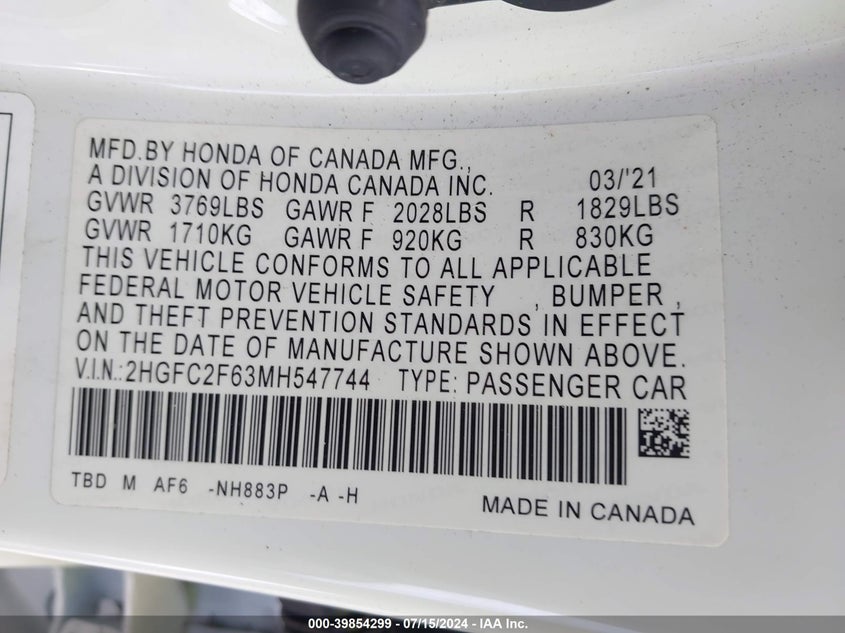 MFD.BY HONDA OF CANADA MFG.,
A DIVISION OF HONDA CANADA INC. 03/'21
GVWR 3769LBS GAWR F 2028LBS R 1829LBS
GVWR 1710KG GAWR F 920KG R 830KG
THIS VEHICLE CONFORMS TO ALL APPLICABLE
FEDERAL MOTOR VEHICLE SAFETY , BUMPER ,
AND THEFT PREVENTION STANDARDS IN EFFECT
ON THE DATE OF MANUFACTURE SHOWN ABOVE.
V.I.N.:2HGFC2F63MH547744 TYPE: PASSENGER CAR
TBD M AF6 -NH883P -A -H
MADE IN CANADA
000-39854299 / 07/15/2024 - IAA Inc.